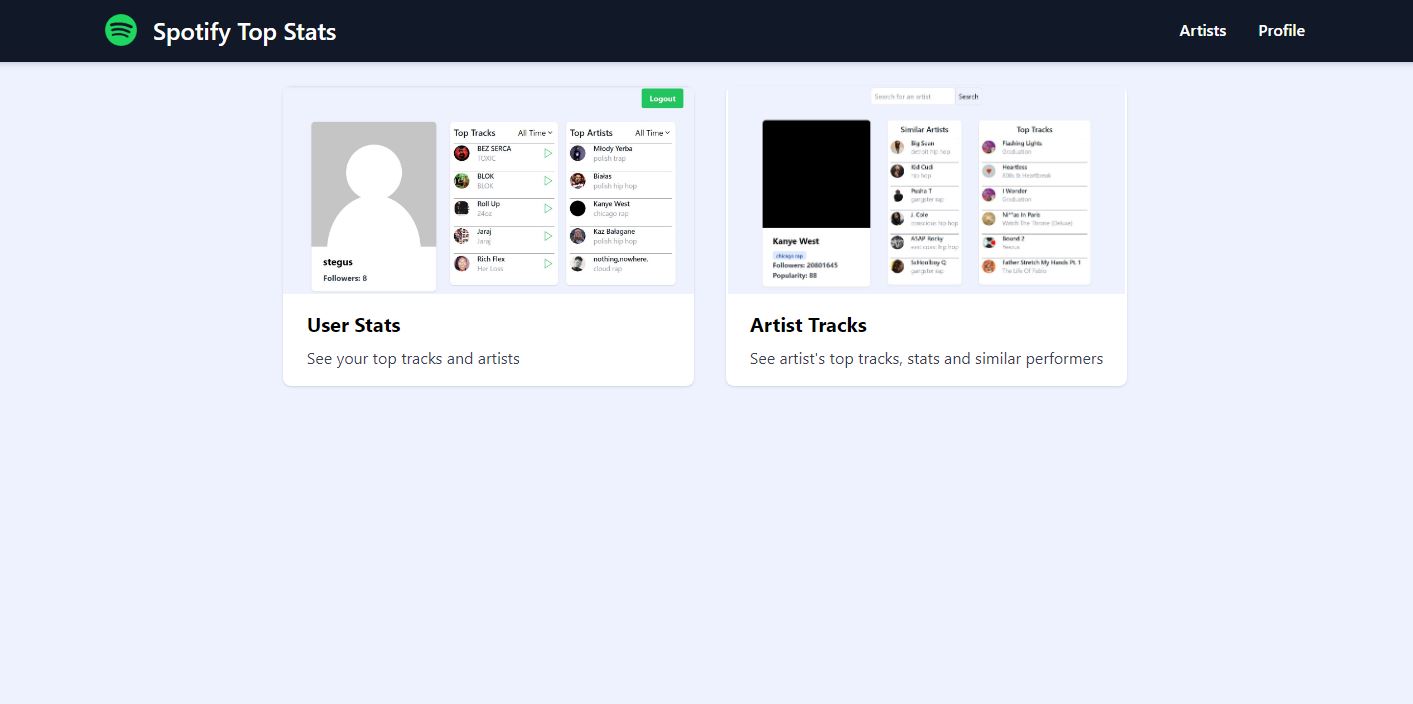 Spotify Top Stats
Artists
Profile
Logout
Top Tracks
All Time
BEZ SERCA
TOXIC
BLOK
BLOK
Roll Up
24oz
Jaraj
Jaraj
Rich Flex
Her Loss
Top Artists
All Time
Młody Yerba
polish trap
Białas
polish hip hop
Kanye West
chicago rap
Kaz Bałagane
polish hip hop
nothing,nowhere.
cloud rap
stegus
Followers: 8
User Stats
See your top tracks and artists
Search for an artist
Search
Kanye West
chicago rap
Followers: 20801645
Popularity: 88
Similar Artists
Big Sean
detroit hip hop
Kid Cudi
hip hop
Pusha T
gangster rap
J. Cole
conscious hip hop
A$AP Rocky
east coast hip hop
ScHoolboy Q
gangster rap
Top Tracks
Flashing Lights
Graduation
Heartless
808s & Heartbreak
I Wonder
Graduation
Ni**as In Paris
Watch The Throne (Deluxe)
Bound 2
Yeezus
Father Stretch My Hands Pt. 1
The Life Of Pablo
Artist Tracks
See artist's top tracks, stats and similar performers